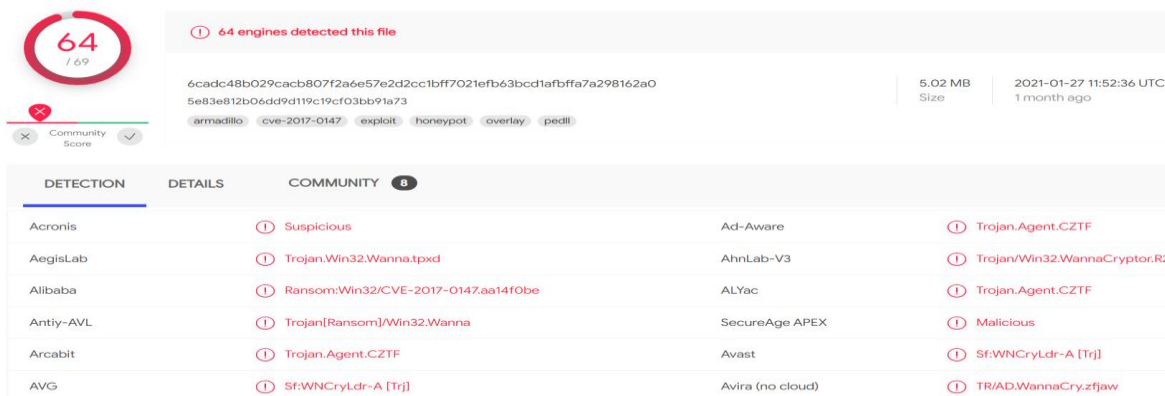 64
/ 69
Community
Score
64 engines detected this file
6cadc48b029cacb807f2a6e57e2d2cc1bff7021efb63bcd1afbffa7a298162a0
5e83e812b06dd9d119c19cf03bb91a73
armadillo cve-2017-0147 exploit honeypot overlay pedll
5.02 MB
Size
2021-01-27 11:52:36 UTC
1 month ago
DETECTION DETAILS COMMUNITY 8
Acronis Suspicious Ad-Aware Trojan.Agent.CZTF
AegisLab Trojan.Win32.Wanna.tpxd AhnLab-V3 Trojan/Win32.WannaCryptor.R2
Alibaba Ransom:Win32/CVE-2017-0147.aa14f0be ALYac Trojan.Agent.CZTF
Antiy-AVL Trojan[Ransom]/Win32.Wanna SecureAge APEX Malicious
Arcabit Trojan.Agent.CZTF Avast Sf:WNCryLdr-A [Trj]
AVG Sf:WNCryLdr-A [Trj] Avira (no cloud) TR/AD.WannaCry.zfjaw